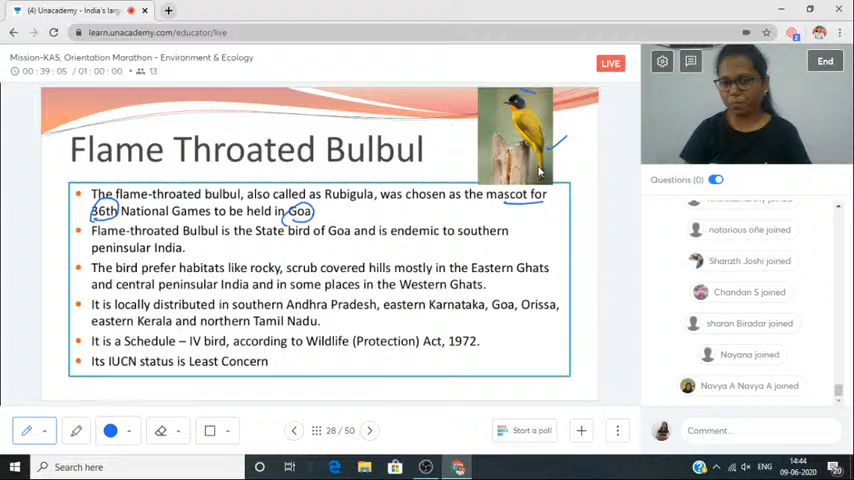 (4) Unacademy - India's larg
learn.unacademy.com/educator/live
2
Mission-KAS, Orientation Marathon - Environment & Ecology
00:39:05 / 01:00:00 • 13
LIVE
End
Flame Throated Bulbul
• The flame-throated bulbul, also called as Rubigula, was chosen as the mascot for
36th National Games to be held in Goa
• Flame-throated Bulbul is the State bird of Goa and is endemic to southern
peninsular India.
• The bird prefer habitats like rocky, scrub covered hills mostly in the Eastern Ghats
and central peninsular India and in some places in the Western Ghats.
• It is locally distributed in southern Andhra Pradesh, eastern Karnataka, Goa, Orissa,
eastern Kerala and northern Tamil Nadu.
• It is a Schedule – IV bird, according to Wildlife (Protection) Act, 1972.
• Its IUCN status is Least Concern
Questions (0)
notorious oñe joined
Sharath Joshi joined
Chandan S joined
sharan Biradar joined
Nayana joined
Navya A Navya A joined
28 / 50
Start a poll
Comment...
Search here
ENG
14:44
09-06-2020
20